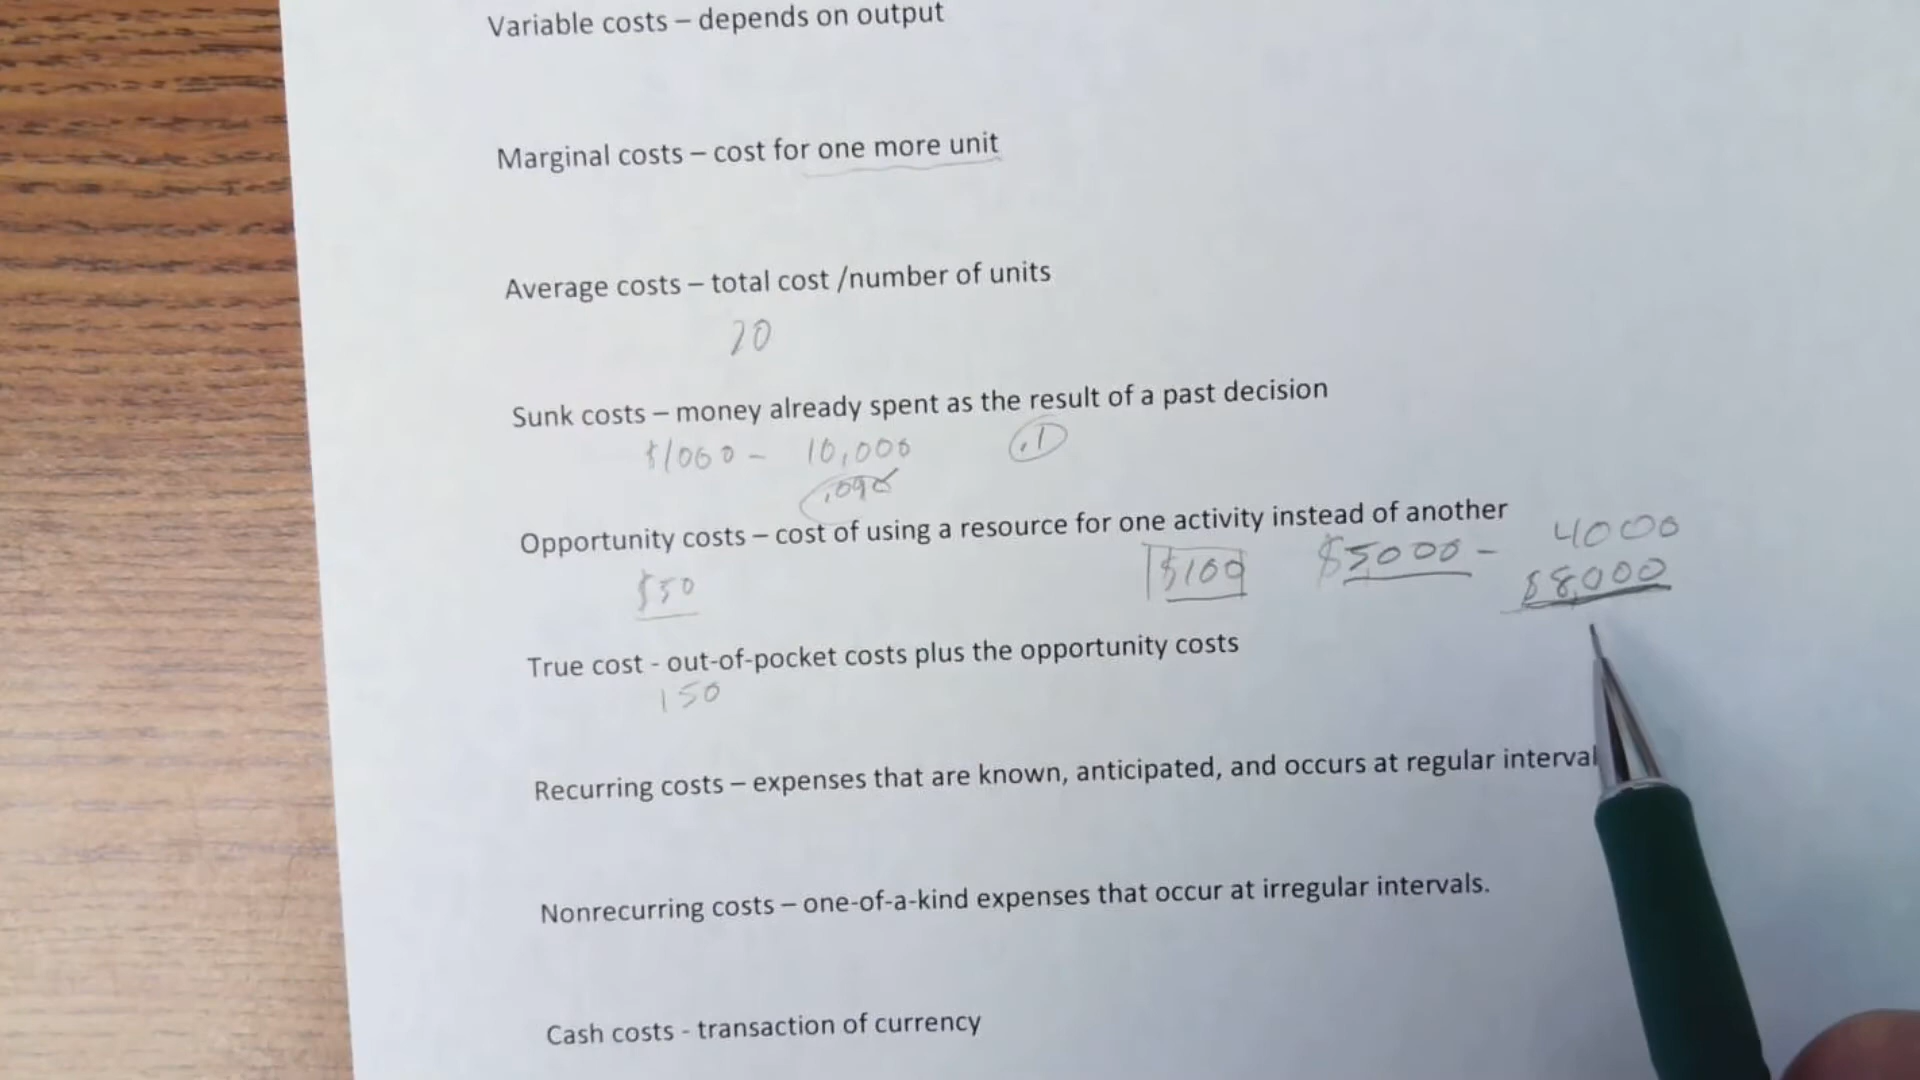 Variable costs – depends on output
Marginal costs – cost for one more unit
Average costs – total cost /number of units
20
Sunk costs – money already spent as the result of a past decision
$1000 – 10,000 .1
Opportunity costs – cost of using a resource for one activity instead of another
4000
$50 $100 $5000 –
$8,000
True cost - out-of-pocket costs plus the opportunity costs
150
Recurring costs – expenses that are known, anticipated, and occurs at regular interval
Nonrecurring costs – one-of-a-kind expenses that occur at irregular intervals.
Cash costs - transaction of currency